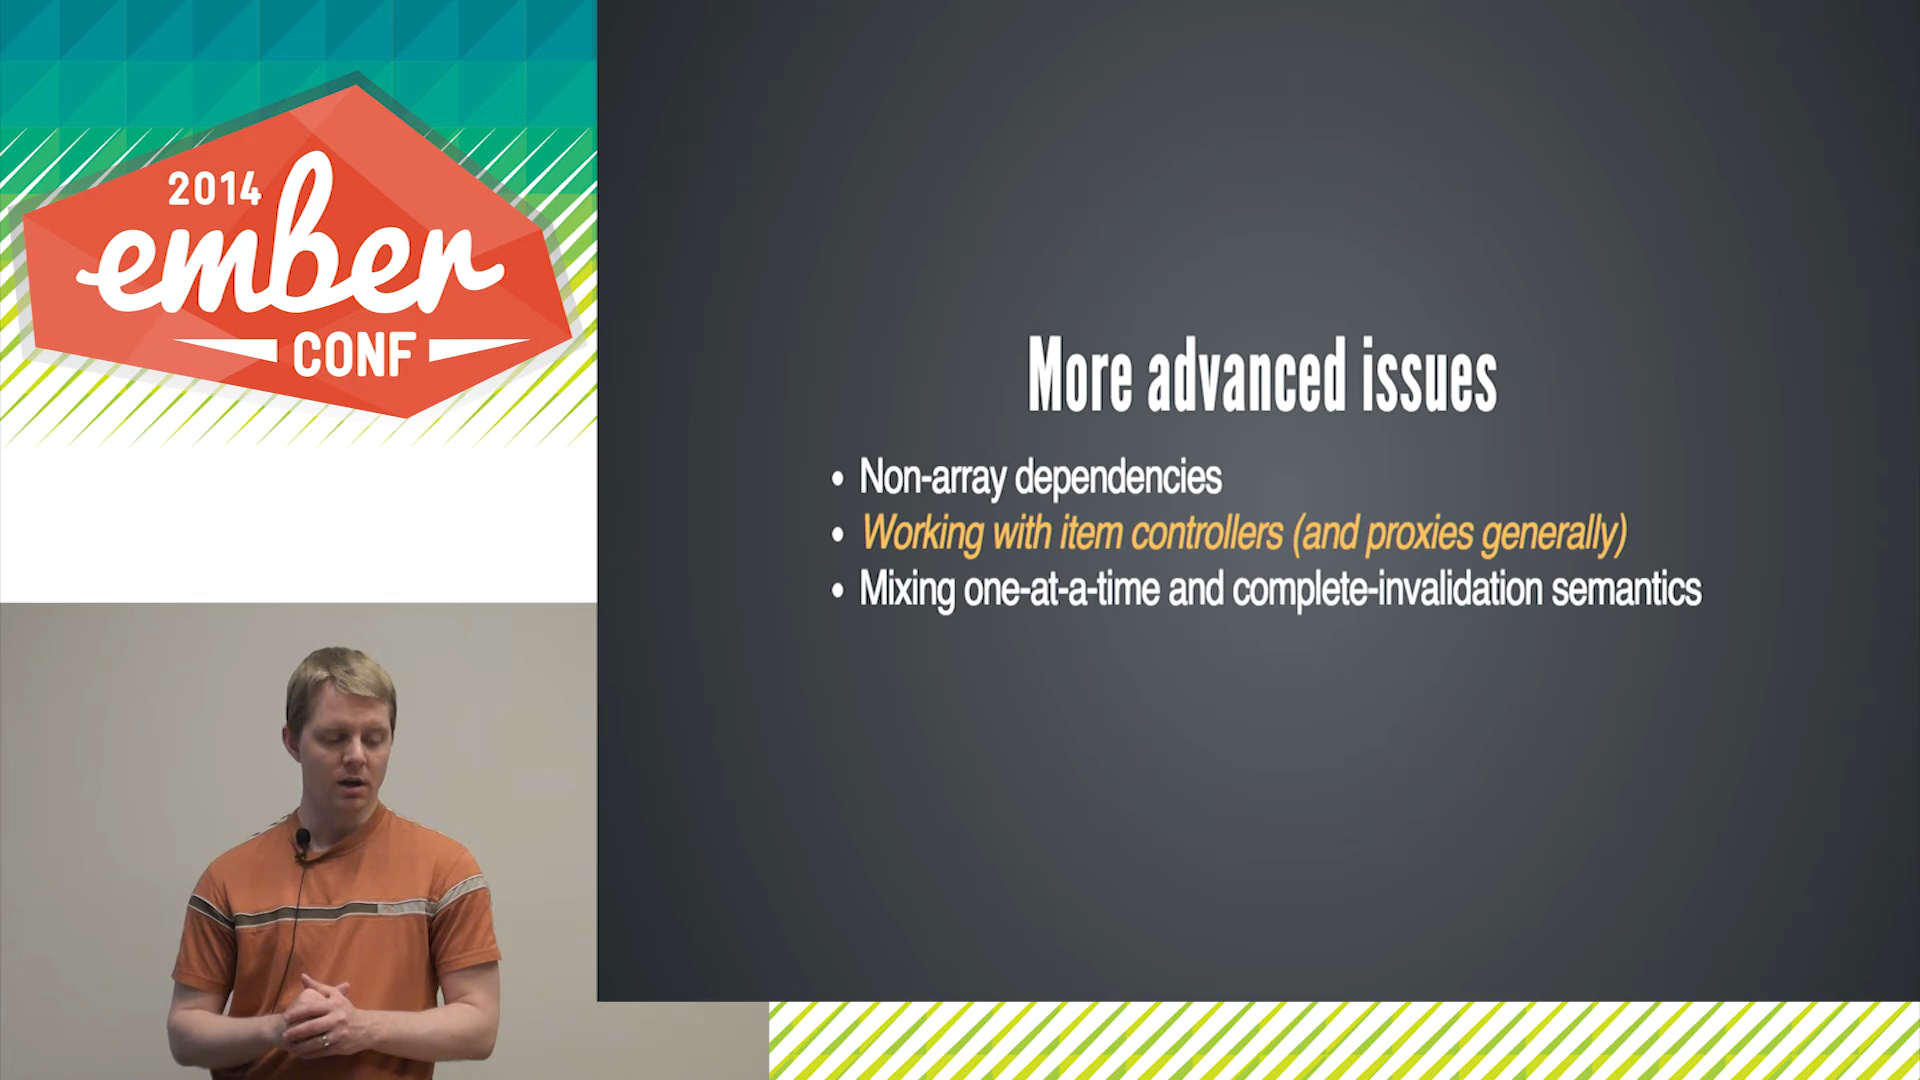 2014
ember
CONF
More advanced issues
• Non-array dependencies
• Working with item controllers (and proxies generally)
• Mixing one-at-a-time and complete-invalidation semantics